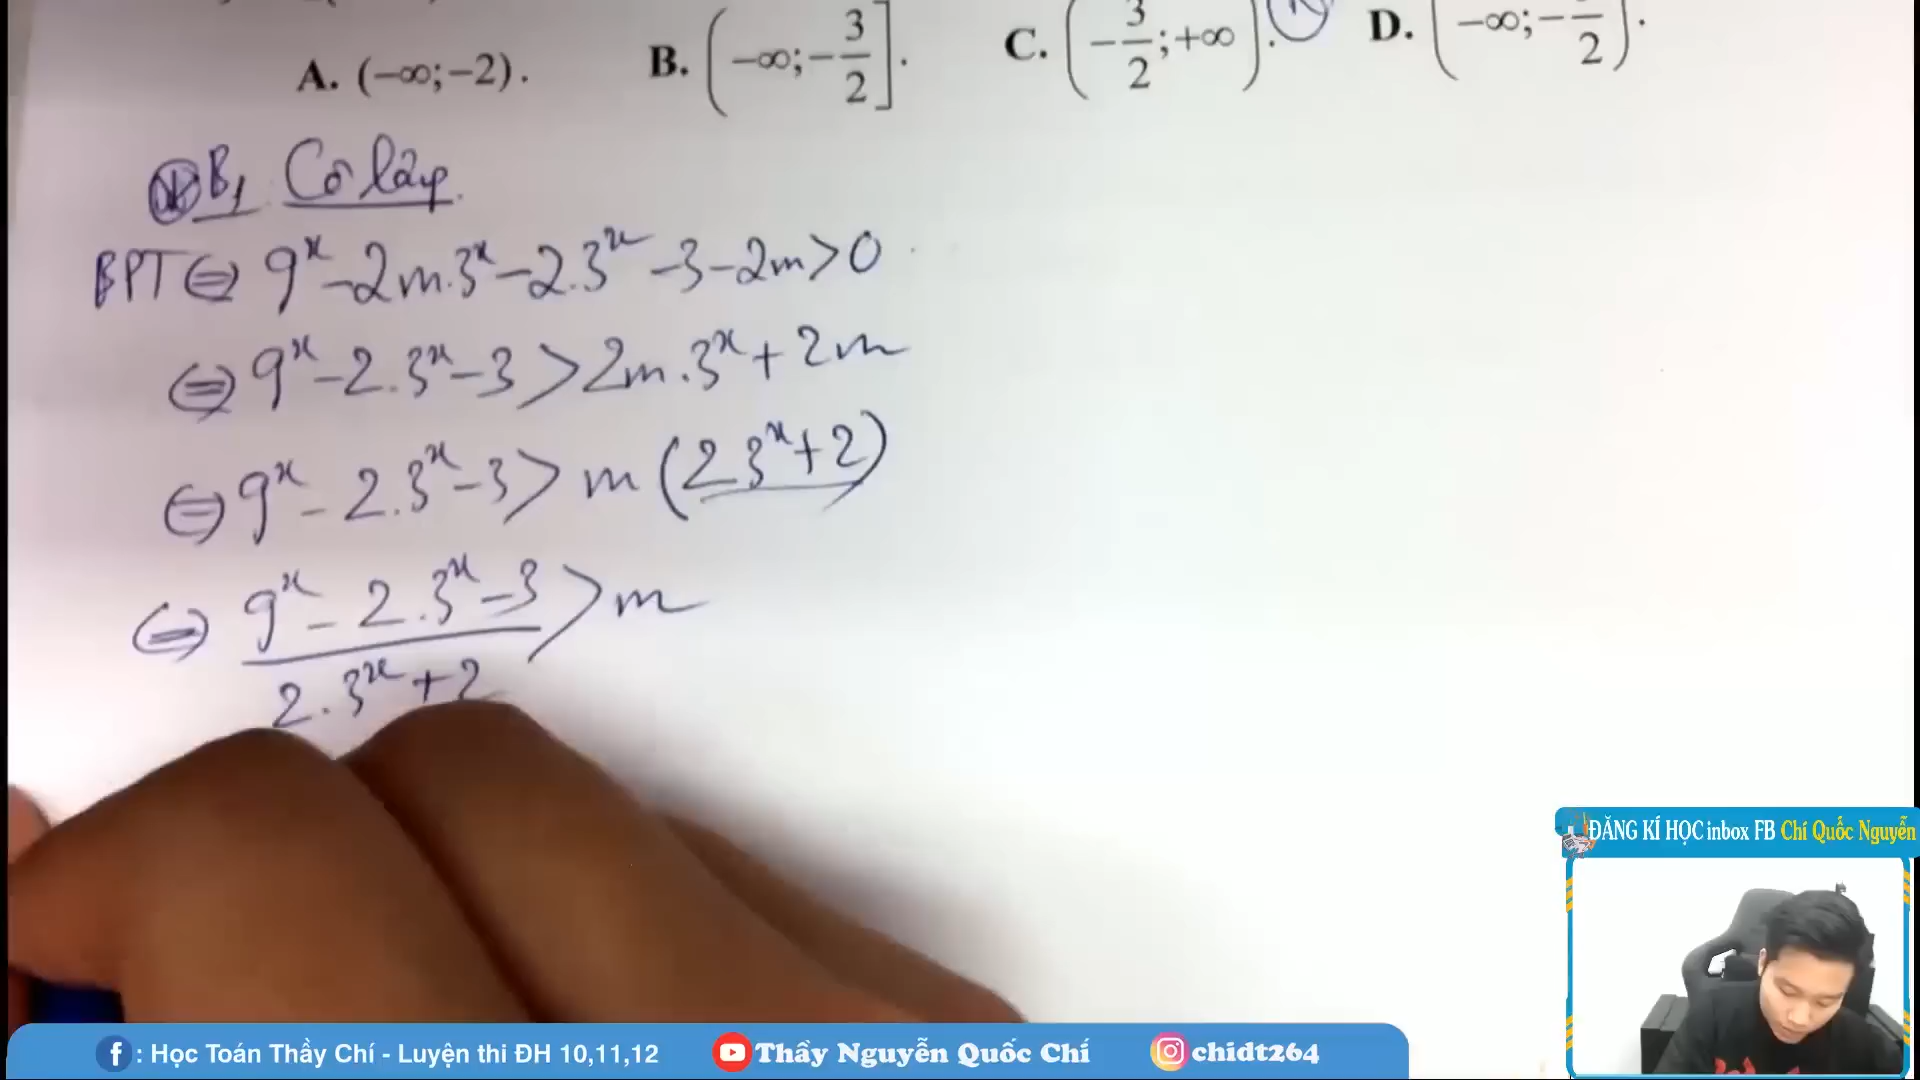 A. (−∞;−2). B. (−∞;−3/2]. C. (−3/2;+∞). D. (−∞;−3/2).
B1 Cô lập.
BPT ⇔ 9^x − 2m.3^x − 2.3^x − 3 − 2m > 0
⇔ 9^x − 2.3^x − 3 > 2m.3^x + 2m
⇔ 9^x − 2.3^x − 3 > m (2.3^x + 2)
⇔ (9^x − 2.3^x − 3)/(2.3^x + 2) > m
ĐĂNG KÍ HỌC inbox FB Chí Quốc Nguyễn
f : Học Toán Thầy Chí - Luyện thi ĐH 10,11,12 Thầy Nguyễn Quốc Chí chidt264